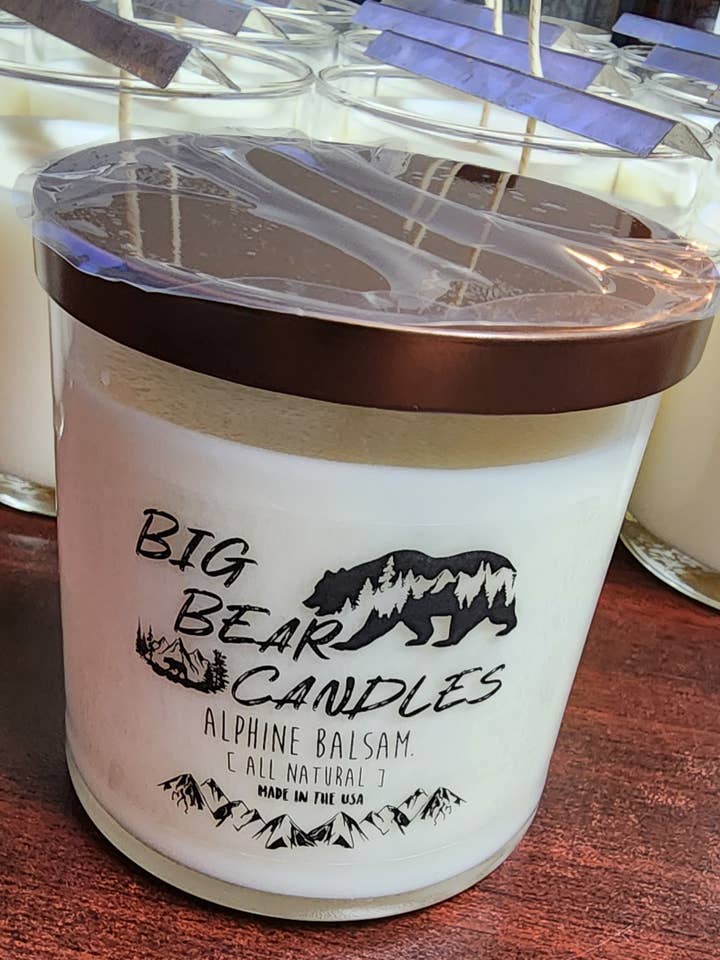 BIG
BEAR
CANDLES
ALPHINE BALSAM.
[ ALL NATURAL ]
MADE IN THE USA